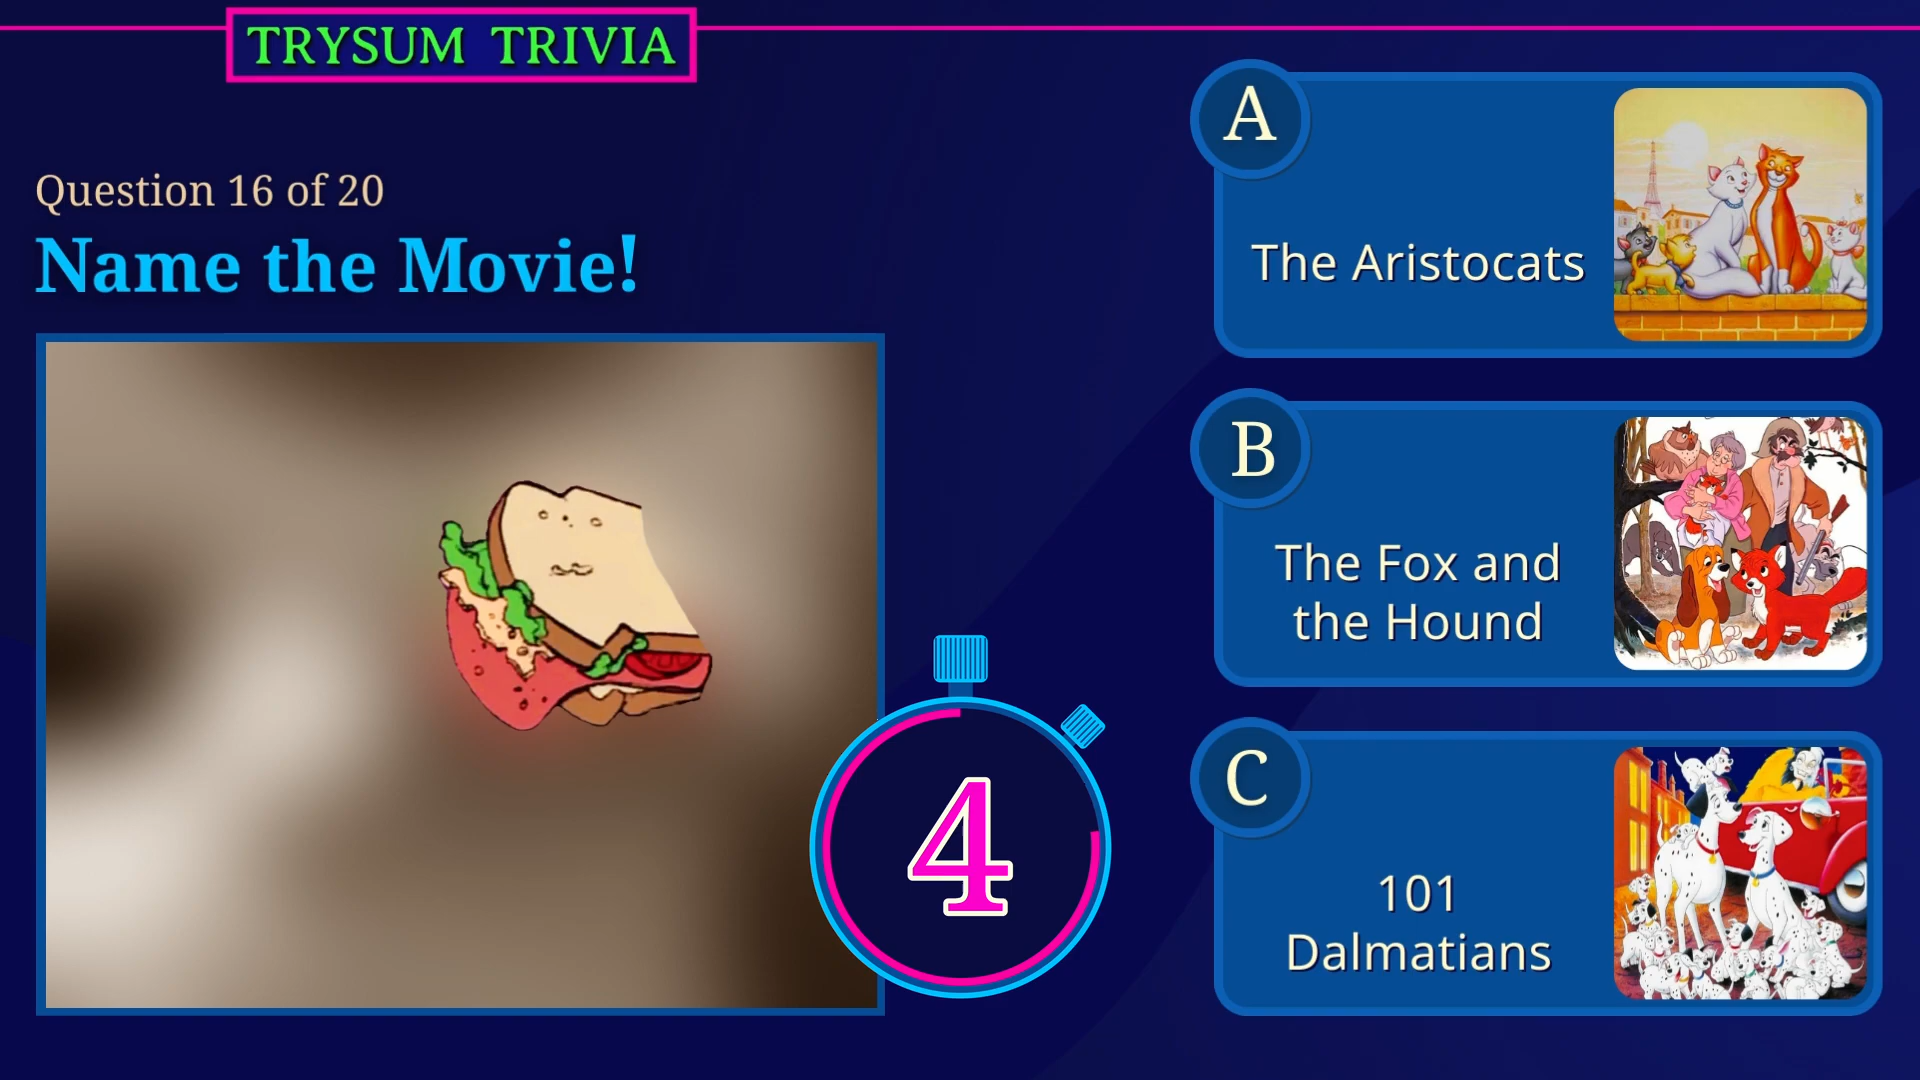 TRYSUM TRIVIA
Question 16 of 20
Name the Movie!
4
A
The Aristocats
B
The Fox and
the Hound
C
101
Dalmatians